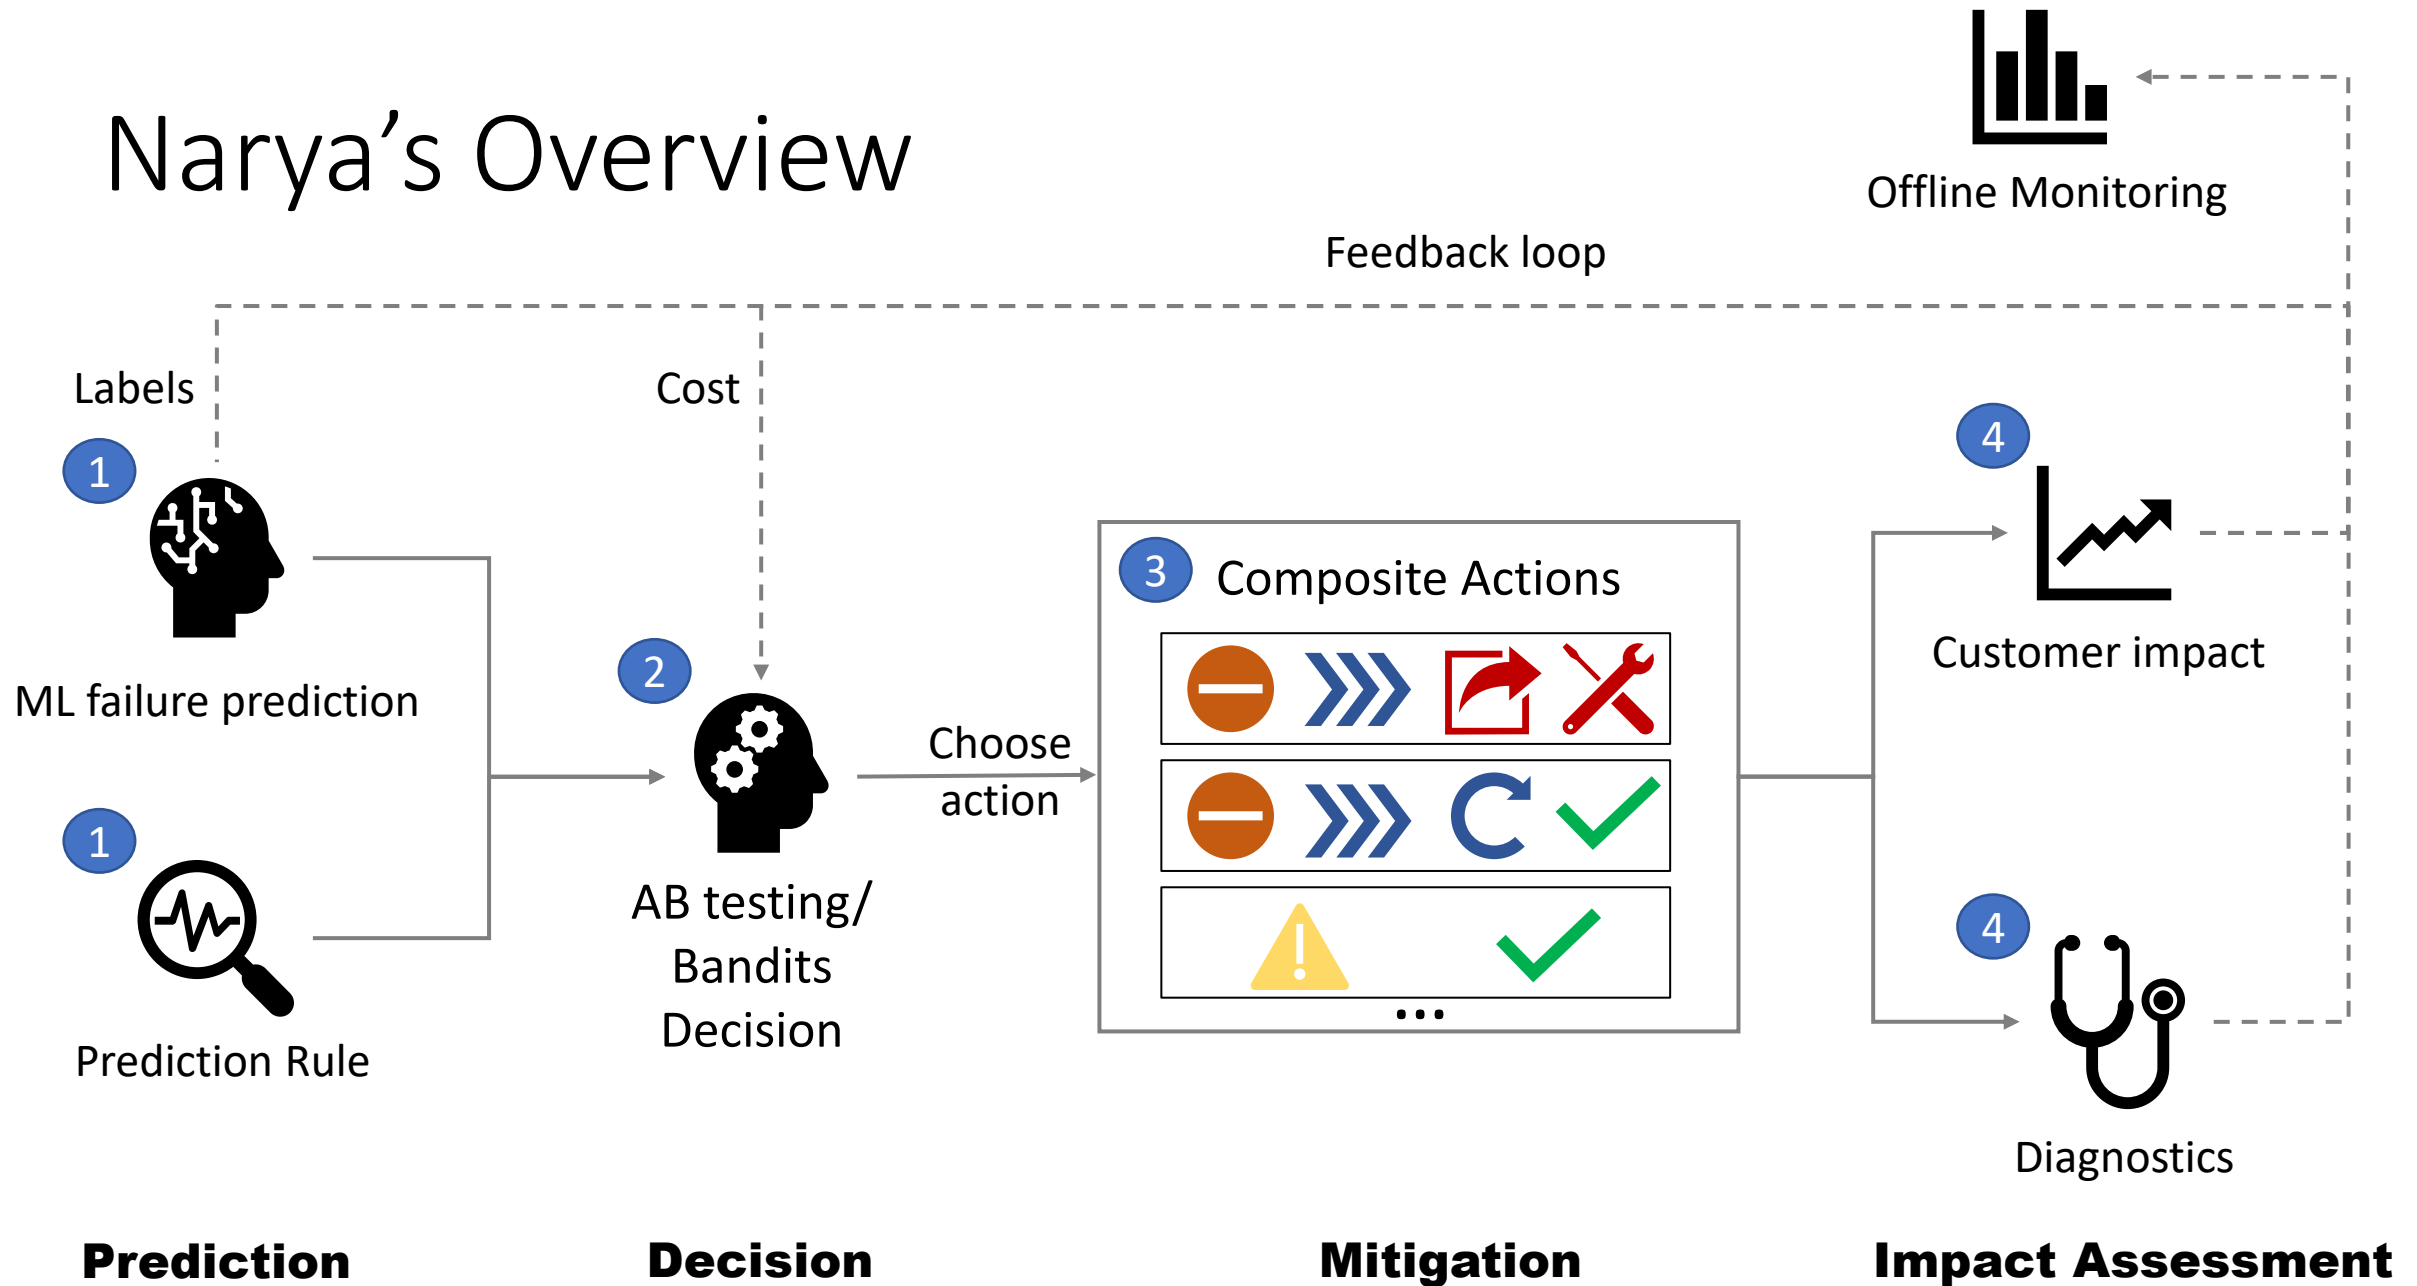 Narya’s Overview
Offline Monitoring
Feedback loop
Labels
Cost
1
ML failure prediction
1
Prediction Rule
2
AB testing/
Bandits
Decision
Choose
action
3
Composite Actions
...
4
Customer impact
4
Diagnostics
Prediction
Decision
Mitigation
Impact Assessment